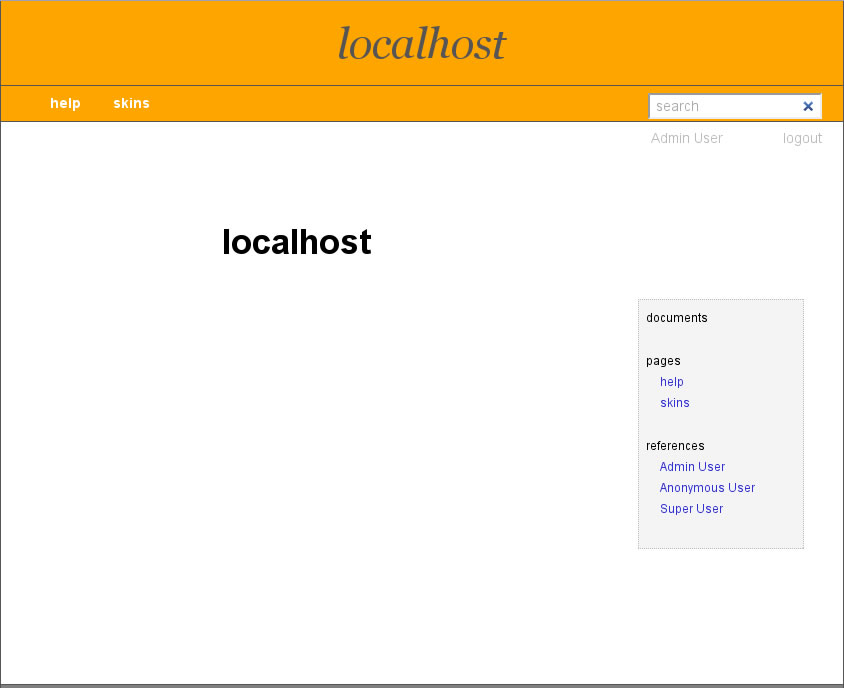 localhost
help skins search
Admin User logout
localhost
documents
pages
help
skins
references
Admin User
Anonymous User
Super User